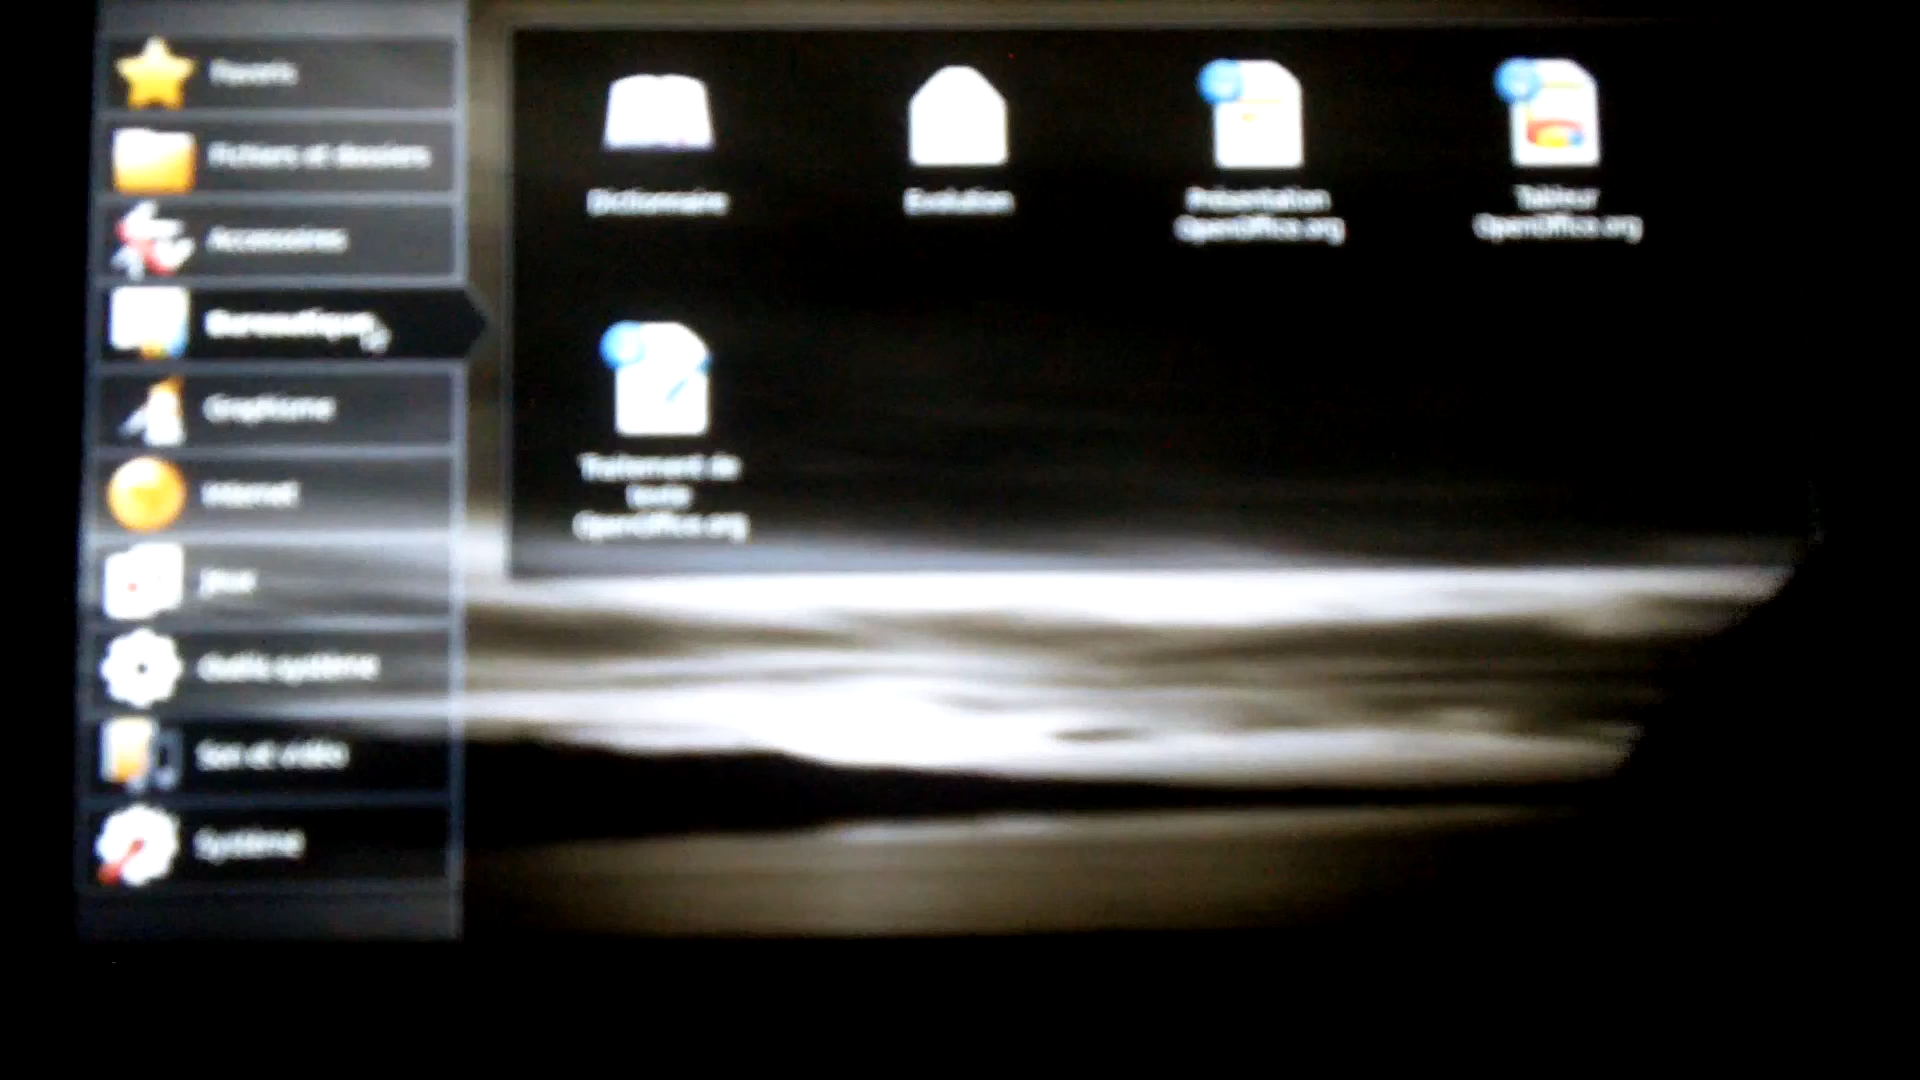 Favoris
Fichiers et dossiers
Accessoires
Bureautique
Graphisme
Internet
Jeux
Outils système
Son et vidéo
Système
Dictionnaire
Evolution
Présentation
OpenOffice.org
Tableur
OpenOffice.org
Traitement de
texte
OpenOffice.org